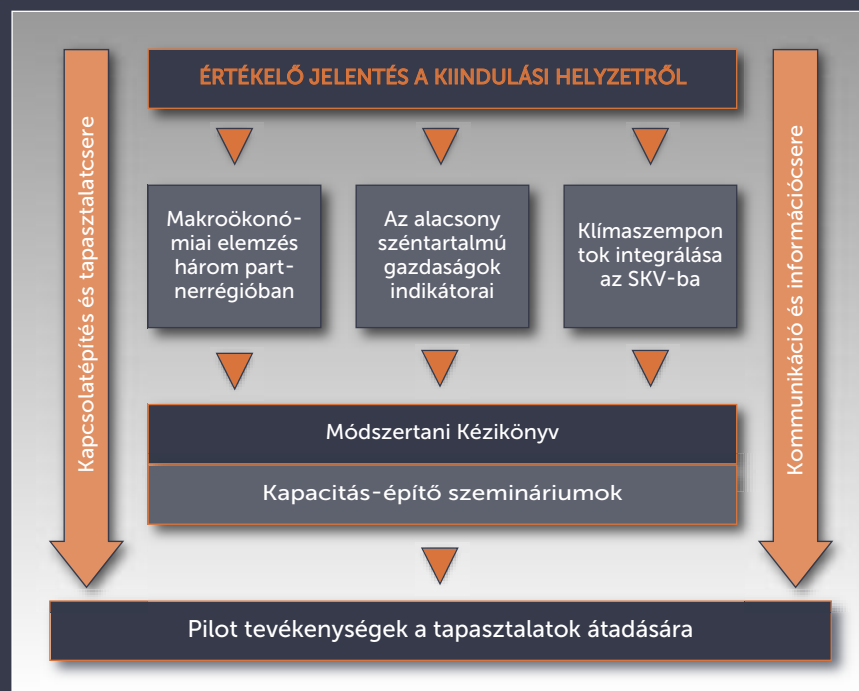 ÉRTÉKELŐ JELENTÉS A KIINDULÁSI HELYZETRŐL
Kapcsolatépítés és tapasztalatcsere
Makroökonó-
miai elemzés
három part-
nerrégióban
Az alacsony
széntartalmú
gazdaságok
indikátorai
Klímaszempon
tok integrálása
az SKV-ba
Kommunikáció és információcsere
Módszertani Kézikönyv
Kapacitás-építő szemináriumok
Pilot tevékenységek a tapasztalatok átadására